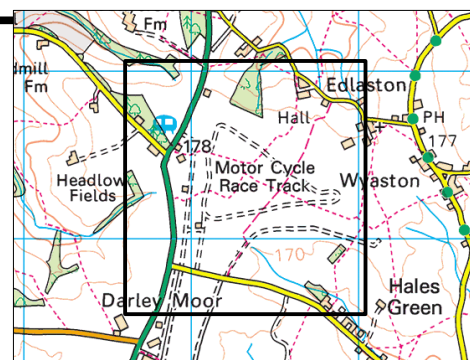 Fm
dmill
Fm
Edlaston
Hall
PH
178
177
Motor Cycle
Race Track
Wyaston
Headlow
Fields
170
Hales
Green
Darley Moor